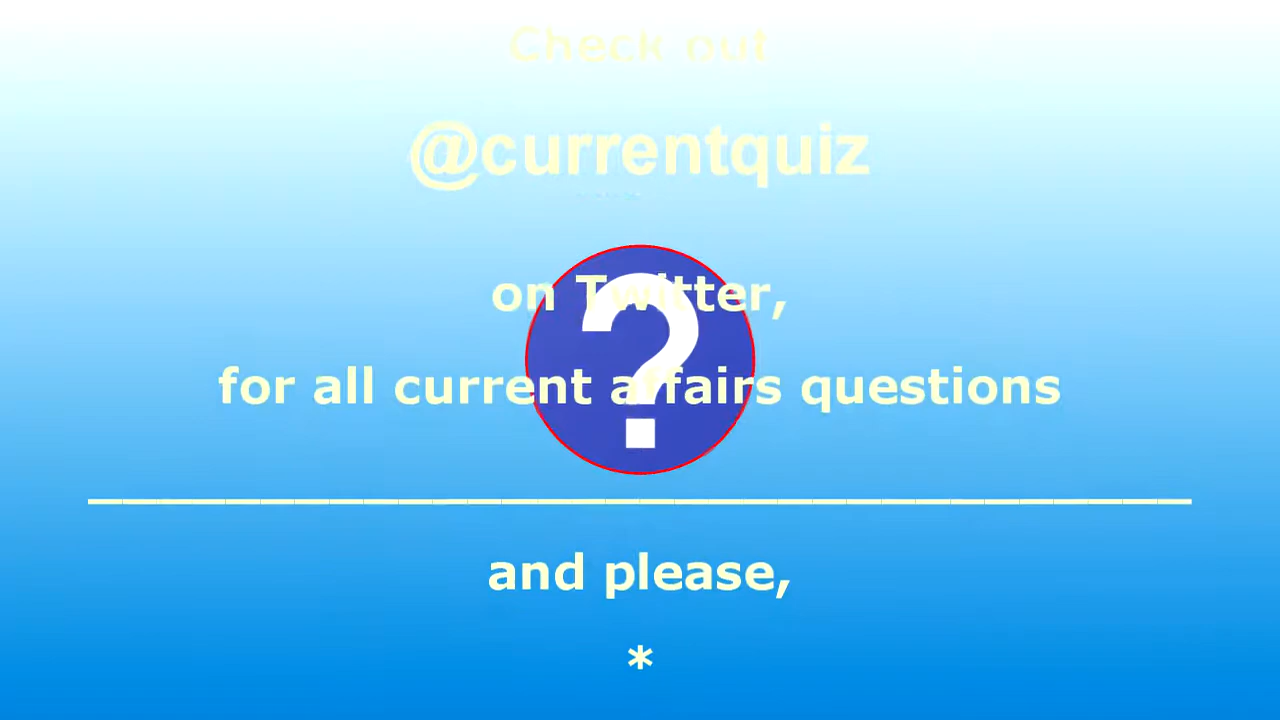 Check out
@currentquiz
on Twitter,
?
for all current affairs questions
and please,
*